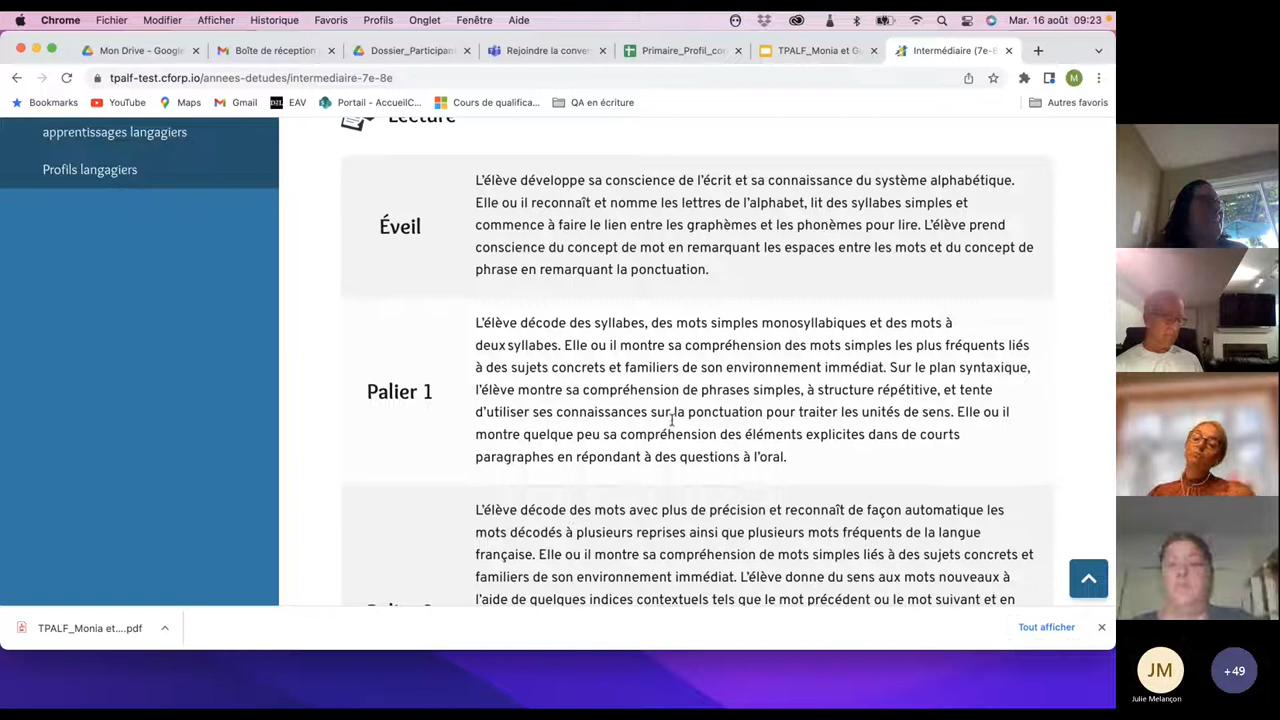 Chrome Fichier Modifier Afficher Historique Favoris Profils Onglet Fenêtre Aide Mar. 16 août 09:23
Mon Drive – Google
Boîte de réception
Dossier_Participan
Rejoindre la conver
Primaire_Profil_co
TPALF_Monia et G
Intermédiaire (7e-8
tpalf-test.cforp.io/annees-detudes/intermediaire-7e-8e
Bookmarks YouTube Maps Gmail EAV Portail - AccueilC... Cours de qualifica... QA en écriture Autres favoris
apprentissages langagiers
Profils langagiers
Lecture
Éveil
L'élève développe sa conscience de l'écrit et sa connaissance du système alphabétique.
Elle ou il reconnaît et nomme les lettres de l'alphabet, lit des syllabes simples et
commence à faire le lien entre les graphèmes et les phonèmes pour lire. L'élève prend
conscience du concept de mot en remarquant les espaces entre les mots et du concept de
phrase en remarquant la ponctuation.
Palier 1
L'élève décode des syllabes, des mots simples monosyllabiques et des mots à
deux syllabes. Elle ou il montre sa compréhension des mots simples les plus fréquents liés
à des sujets concrets et familiers de son environnement immédiat. Sur le plan syntaxique,
l'élève montre sa compréhension de phrases simples, à structure répétitive, et tente
d'utiliser ses connaissances sur la ponctuation pour traiter les unités de sens. Elle ou il
montre quelque peu sa compréhension des éléments explicites dans de courts
paragraphes en répondant à des questions à l'oral.
L'élève décode des mots avec plus de précision et reconnaît de façon automatique les
mots décodés à plusieurs reprises ainsi que plusieurs mots fréquents de la langue
française. Elle ou il montre sa compréhension de mots simples liés à des sujets concrets et
familiers de son environnement immédiat. L'élève donne du sens aux mots nouveaux à
l'aide de quelques indices contextuels tels que le mot précédent ou le mot suivant et en
TPALF_Monia et....pdf
Tout afficher
JM
Julie Melançon
+49